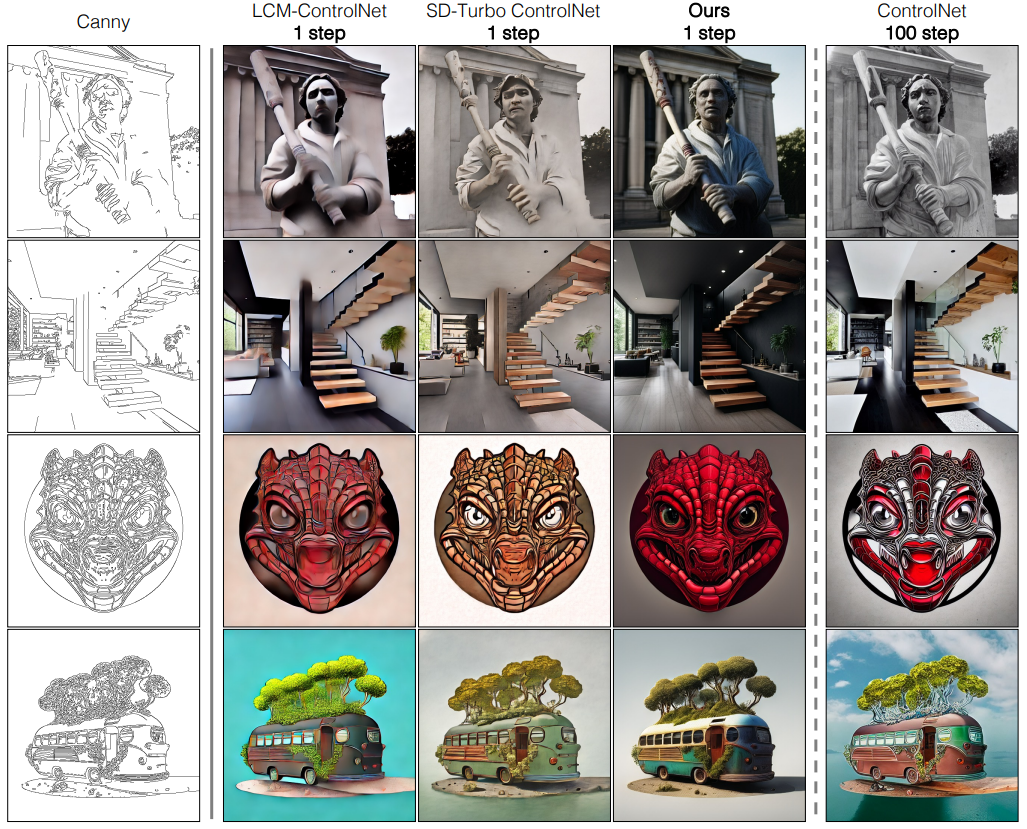 Canny
LCM-ControlNet
1 step
SD-Turbo ControlNet
1 step
Ours
1 step
ControlNet
100 step